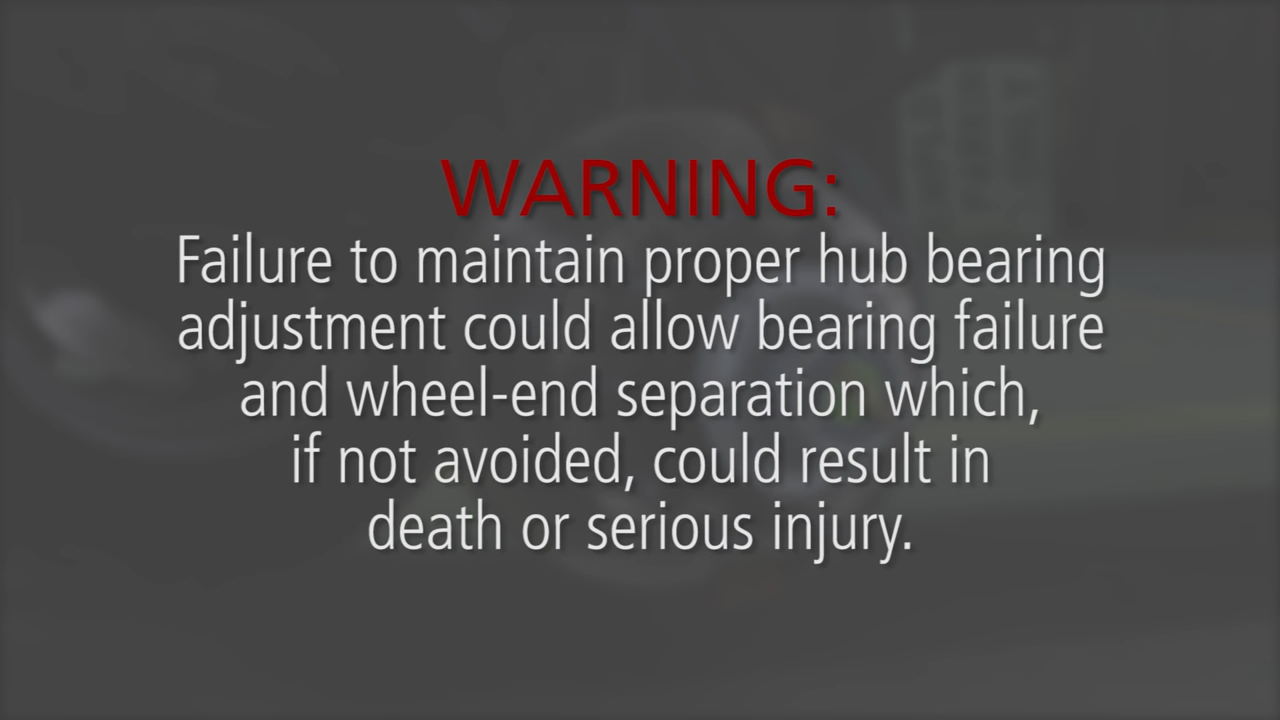 WARNING:
Failure to maintain proper hub bearing
adjustment could allow bearing failure
and wheel-end separation which,
if not avoided, could result in
death or serious injury.